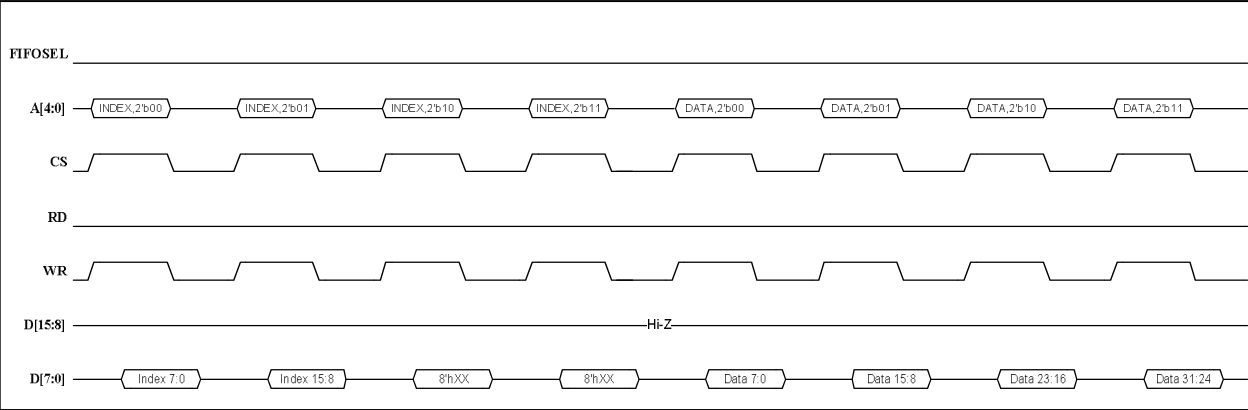 FIFOSEL
A[4:0] INDEX,2'b00 INDEX,2'b01 INDEX,2'b10 INDEX,2'b11 DATA,2'b00 DATA,2'b01 DATA,2'b10 DATA,2'b11
CS
RD
WR
D[15:8] Hi-Z
D[7:0] Index 7:0 Index 15:8 8'hXX 8'hXX Data 7:0 Data 15:8 Data 23:16 Data 31:24